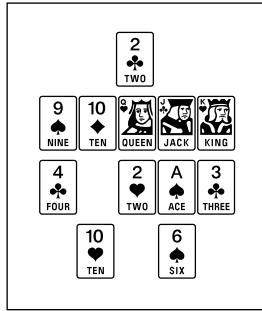 2
TWO
9 10 Q J K
NINE TEN QUEEN JACK KING
4 2 A 3
FOUR TWO ACE THREE
10 6
TEN SIX